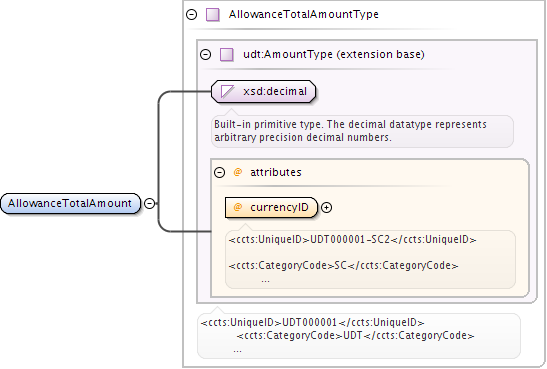 AllowanceTotalAmountType
udt:AmountType (extension base)
xsd:decimal
Built-in primitive type. The decimal datatype represents
arbitrary precision decimal numbers.
@ attributes
AllowanceTotalAmount
@ currencyID
<ccts:UniqueID>UDT000001-SC2</ccts:UniqueID>
<ccts:CategoryCode>SC</ccts:CategoryCode>
...
<ccts:UniqueID>UDT000001</ccts:UniqueID>
<ccts:CategoryCode>UDT</ccts:CategoryCode>
...